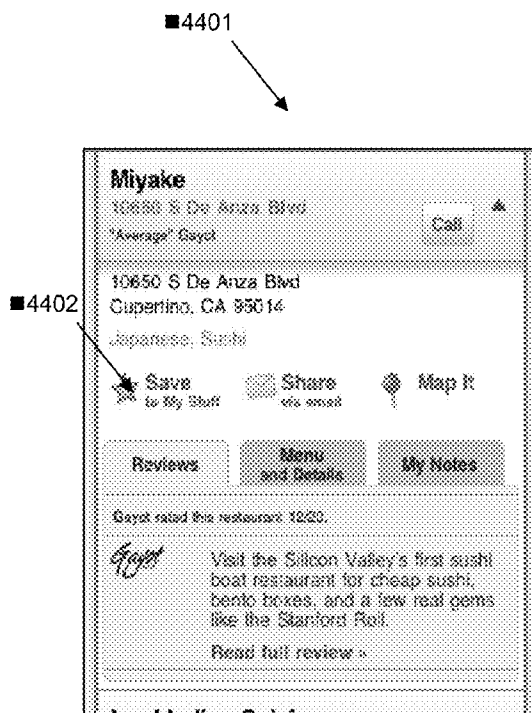 ■4401
Miyake
10650 S De Anza Blvd
"Average" Gayot
Call
10650 S De Anza Blvd
Cupertino, CA 95014
■4402
Japanese, Sushi
Save
to My Stuff
Share
via email
Map It
Reviews
Menu
and Details
My Notes
Gayot rated this restaurant 12/20.
Gayot
Visit the Silicon Valley's first sushi
boat restaurant for cheap sushi,
bento boxes, and a few real gems
like the Stanford Roll.
Read full review »